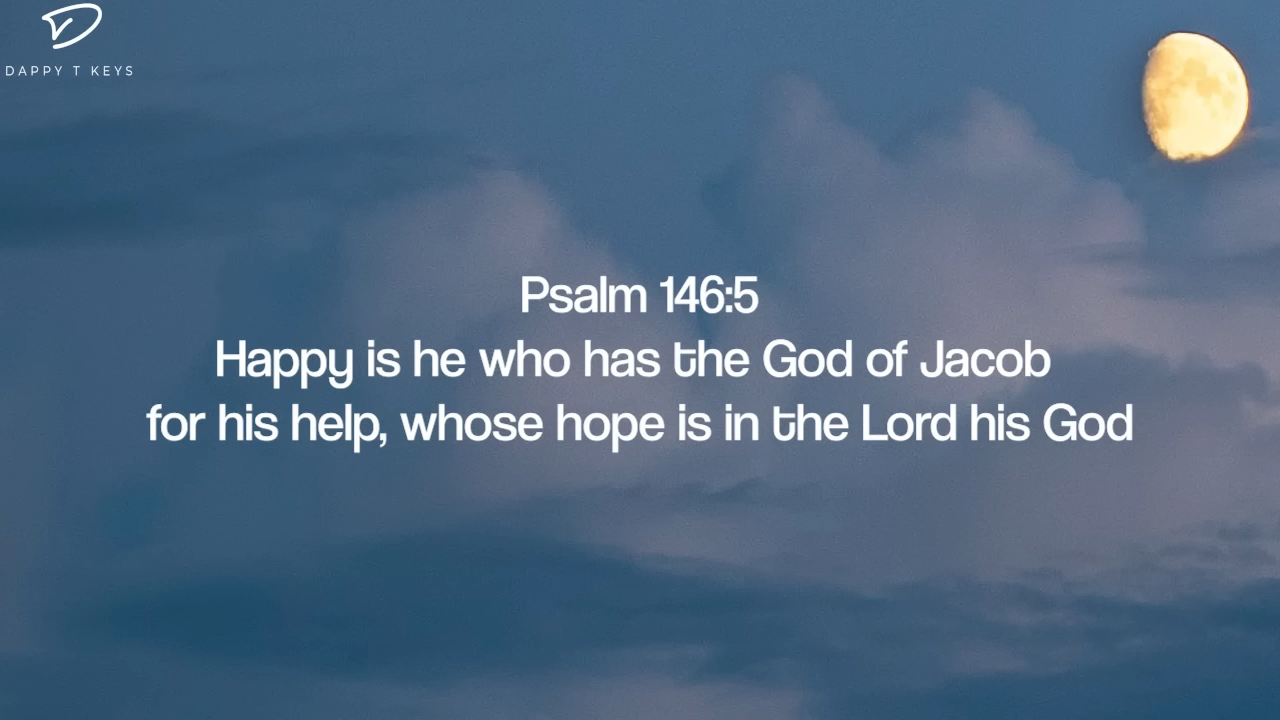 DAPPY T KEYS
Psalm 146:5
Happy is he who has the God of Jacob
for his help, whose hope is in the Lord his God